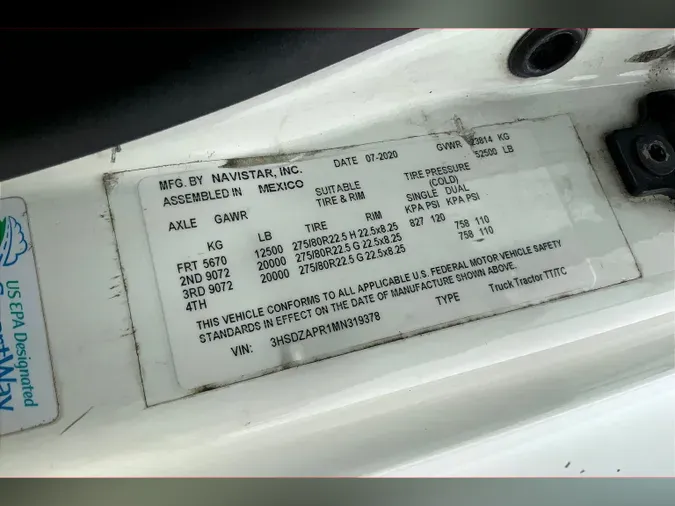 MFG. BY NAVISTAR, INC. DATE 07-2020 GVWR 23814 KG
ASSEMBLED IN MEXICO 52500 LB
SUITABLE TIRE PRESSURE
TIRE & RIM (COLD)
AXLE GAWR SINGLE DUAL
KG LB TIRE RIM KPA PSI KPA PSI
FRT 5670 12500 275/80R22.5 H 22.5x8.25 827 120
2ND 9072 20000 275/80R22.5 G 22.5x8.25 758 110
3RD 9072 20000 275/80R22.5 G 22.5x8.25 758 110
4TH
THIS VEHICLE CONFORMS TO ALL APPLICABLE U.S. FEDERAL MOTOR VEHICLE SAFETY
STANDARDS IN EFFECT ON THE DATE OF MANUFACTURE SHOWN ABOVE.
VIN: 3HSDZAPR1MN319378 TYPE Truck Tractor TT/TC
US EPA Designated